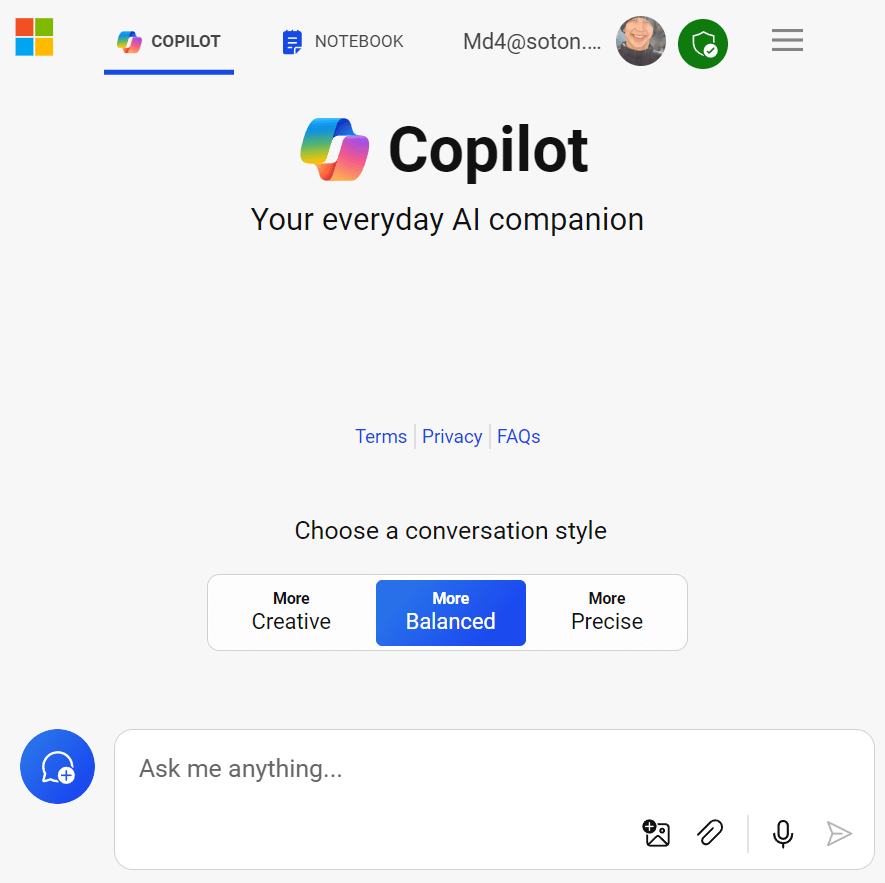 COPILOT
NOTEBOOK
Md4@soton....
Copilot
Your everyday AI companion
Terms
Privacy
FAQs
Choose a conversation style
More
Creative
More
Balanced
More
Precise
Ask me anything...